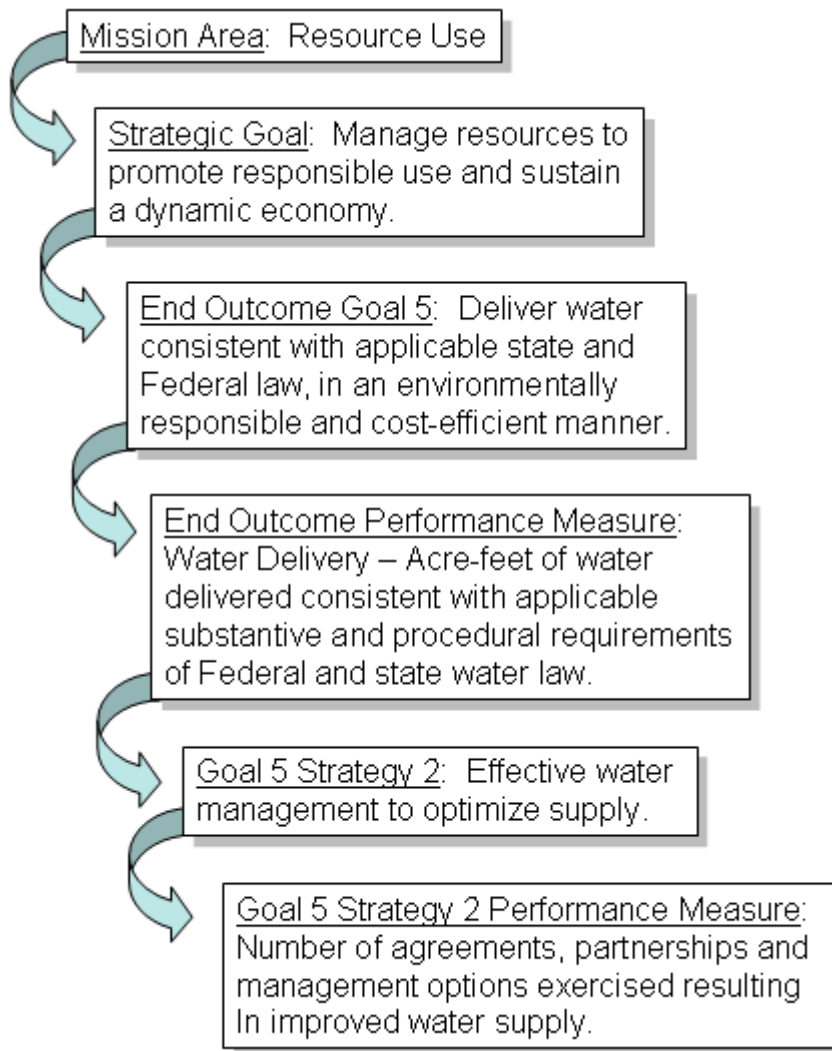 Mission Area: Resource Use
Strategic Goal: Manage resources to
promote responsible use and sustain
a dynamic economy.
End Outcome Goal 5: Deliver water
consistent with applicable state and
Federal law, in an environmentally
responsible and cost-efficient manner.
End Outcome Performance Measure:
Water Delivery – Acre-feet of water
delivered consistent with applicable
substantive and procedural requirements
of Federal and state water law.
Goal 5 Strategy 2: Effective water
management to optimize supply.
Goal 5 Strategy 2 Performance Measure:
Number of agreements, partnerships and
management options exercised resulting
In improved water supply.